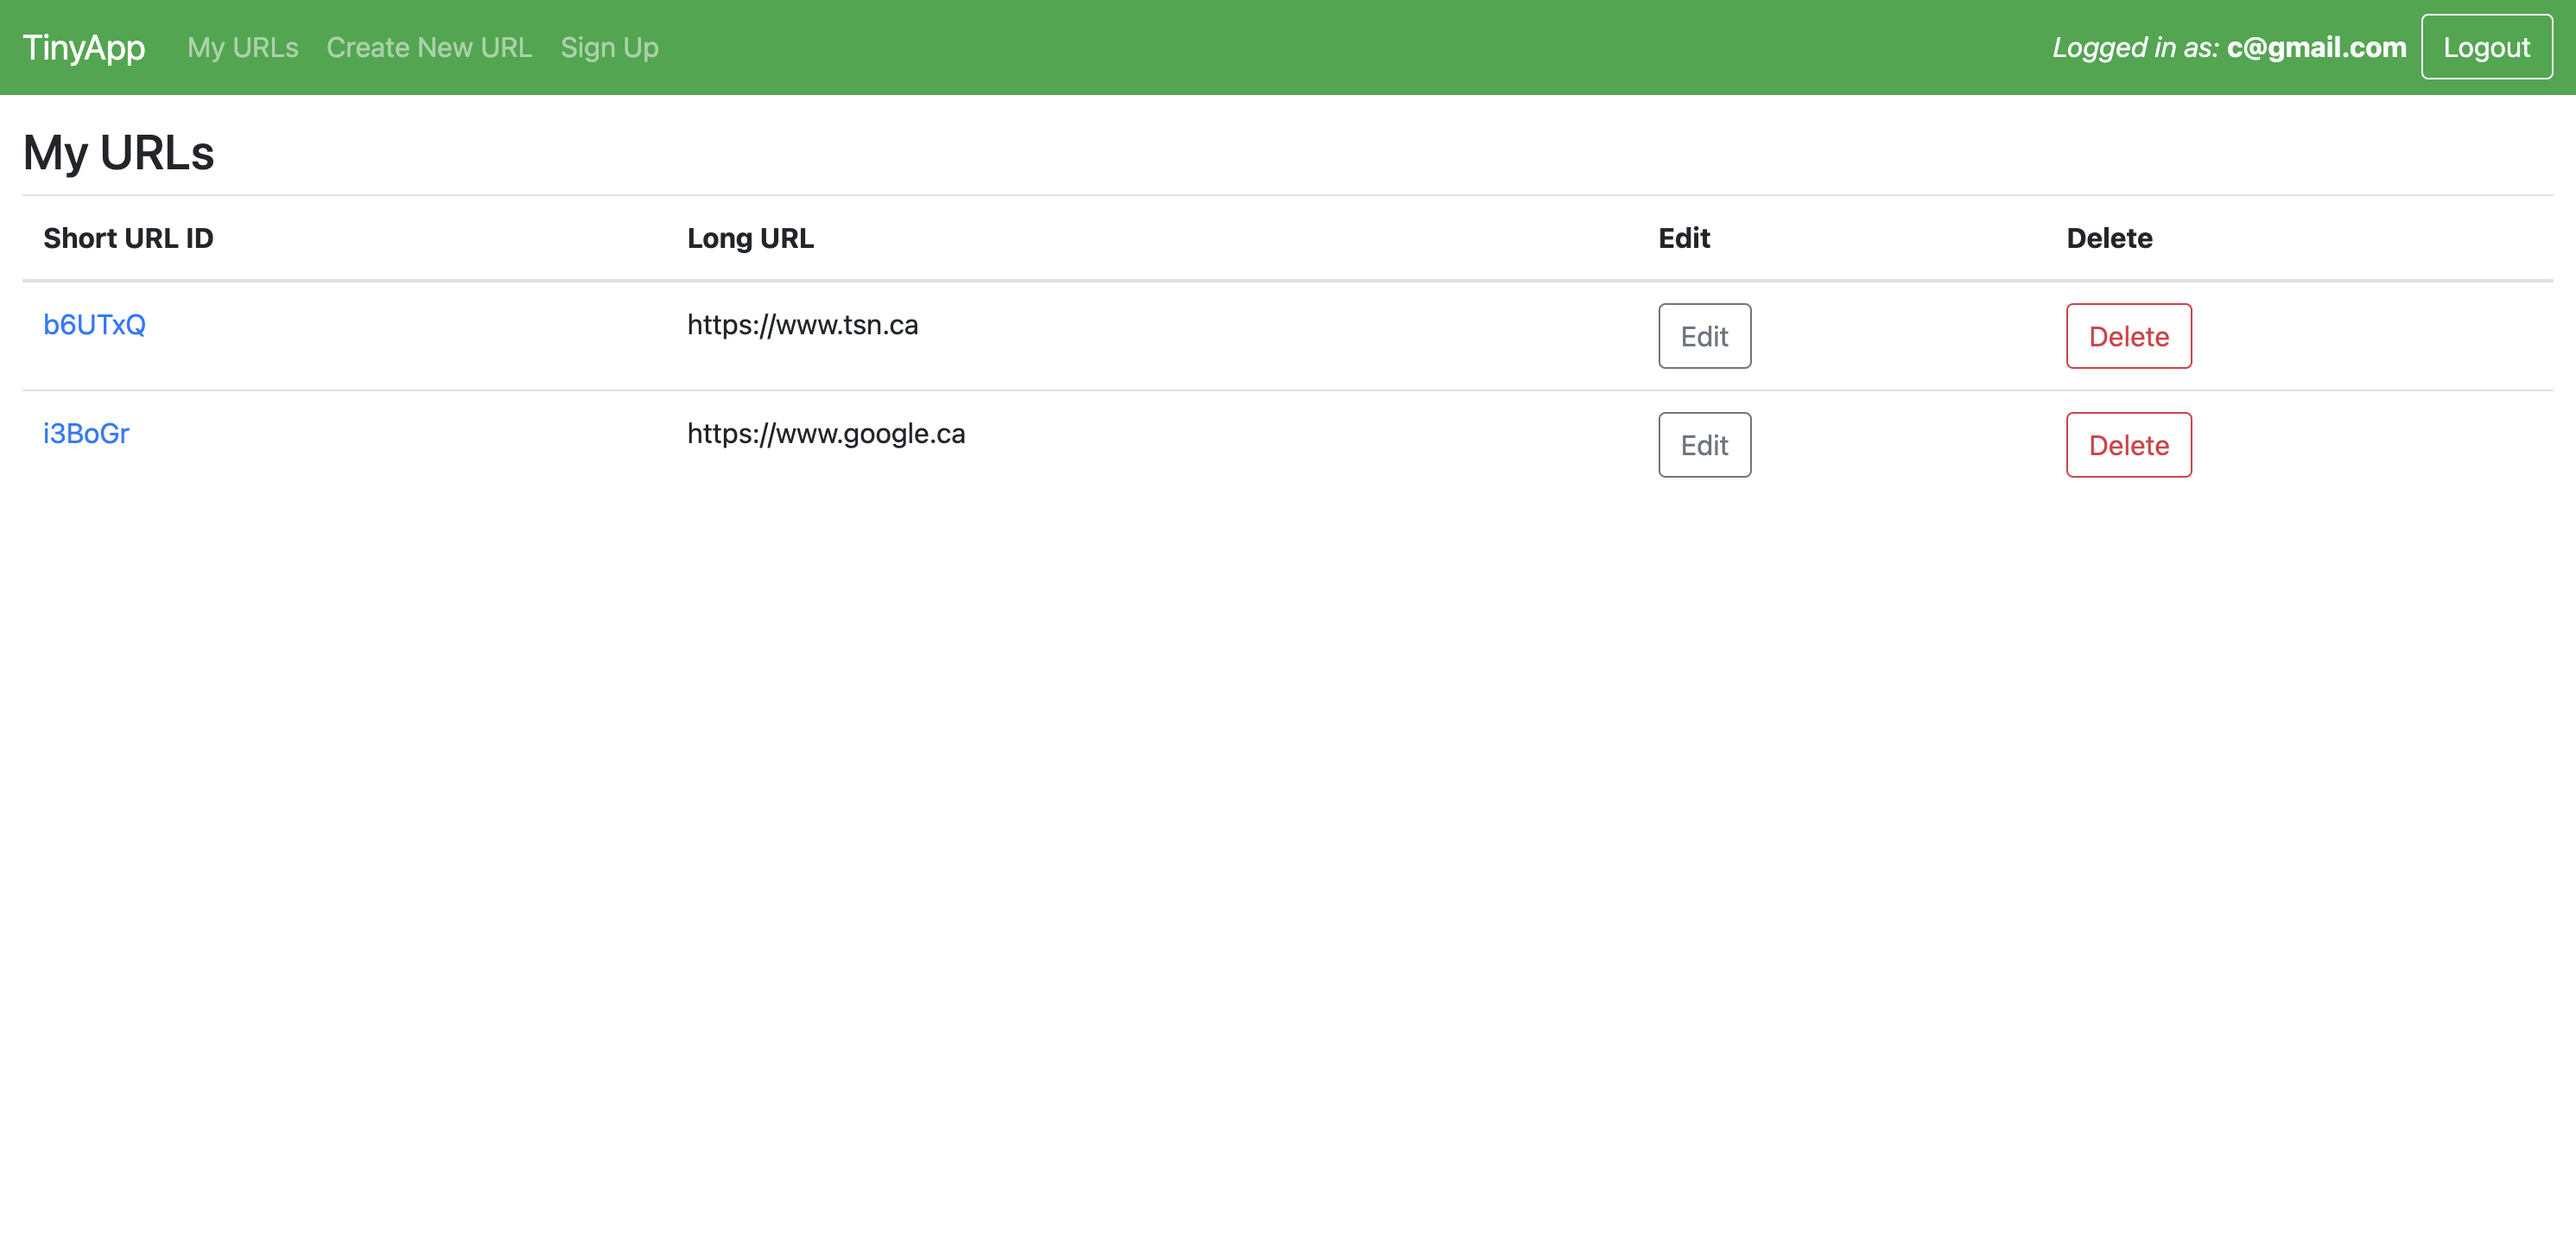 TinyApp My URLs Create New URL Sign Up Logged in as: c@gmail.com Logout
My URLs
Short URL ID Long URL Edit Delete
b6UTxQ https://www.tsn.ca Edit Delete
i3BoGr https://www.google.ca Edit Delete